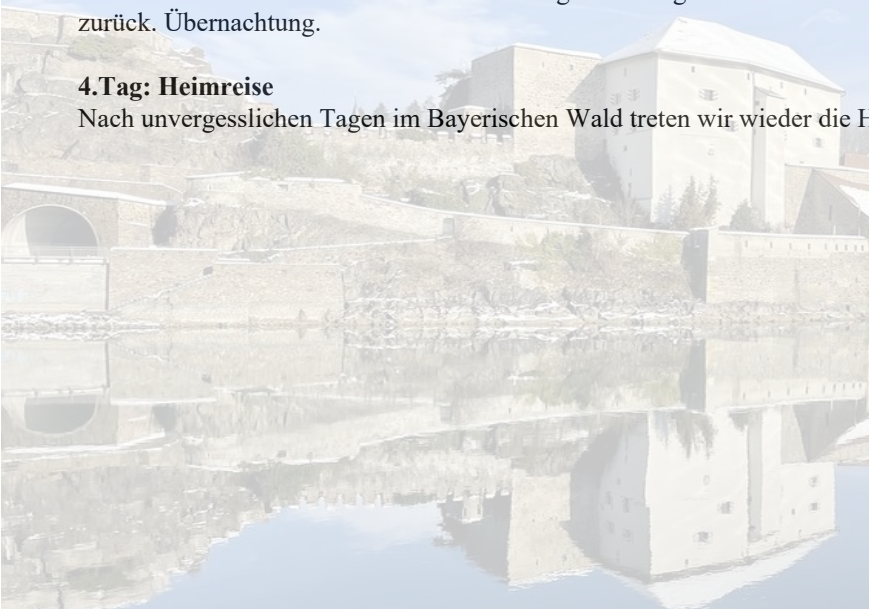 zurück. Übernachtung.
4.Tag: Heimreise
Nach unvergesslichen Tagen im Bayerischen Wald treten wir wieder die H